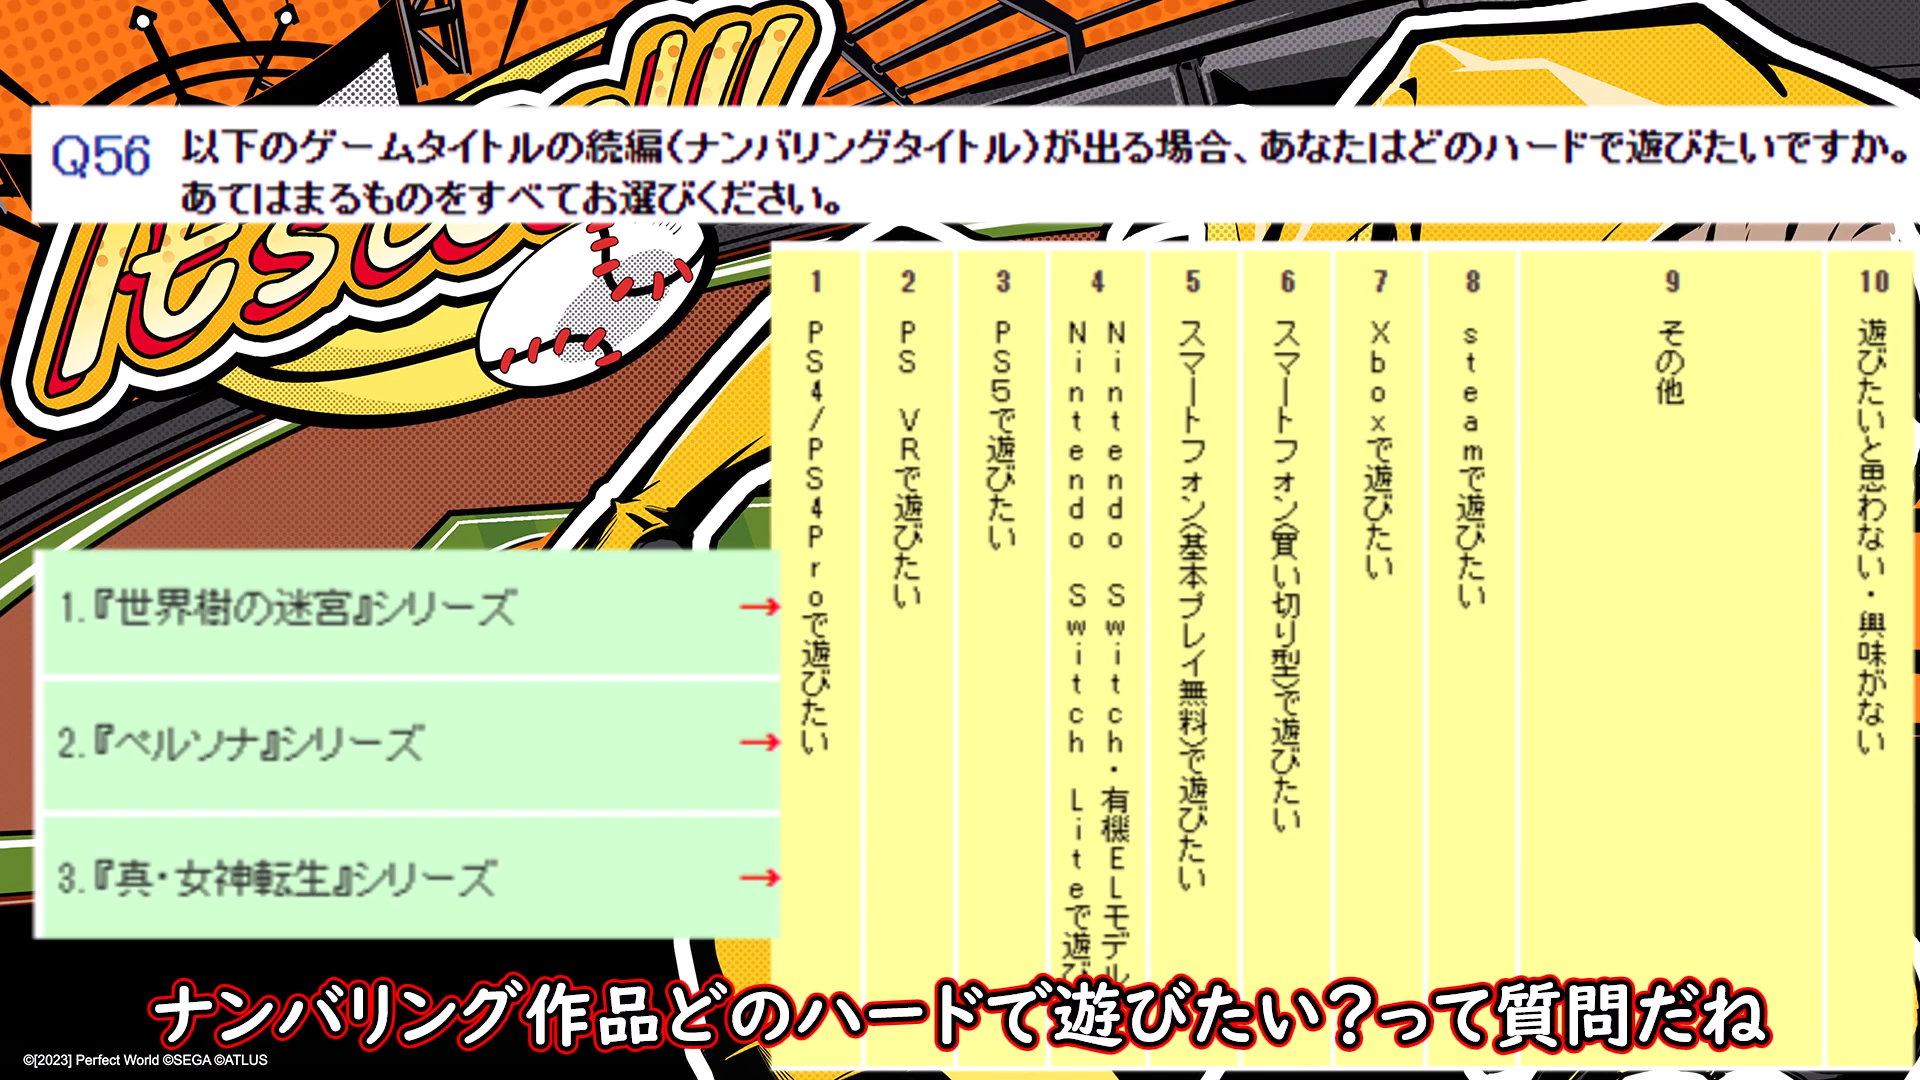 Q56 以下のゲームタイトルの続編(ナンバリングタイトル)が出る場合、あなたはどのハードで遊びたいですか。
あてはまるものをすべてお選びください。
1 PS4/PS4Proで遊びたい
2 PS VRで遊びたい
3 PS5で遊びたい
4 Nintendo Switch・有機ELモデル
Nintendo Switch Liteで遊び
5 スマートフォン(基本プレイ無料)で遊びたい
6 スマートフォン(買い切り型)で遊びたい
7 Xboxで遊びたい
8 steamで遊びたい
9 その他
10 遊びたいと思わない・興味がない
1.『世界樹の迷宮』シリーズ →
2.『ペルソナ』シリーズ →
3.『真・女神転生』シリーズ →
ナンバリング作品どのハードで遊びたい?って質問だね
©[2023] Perfect World ©SEGA ©ATLUS